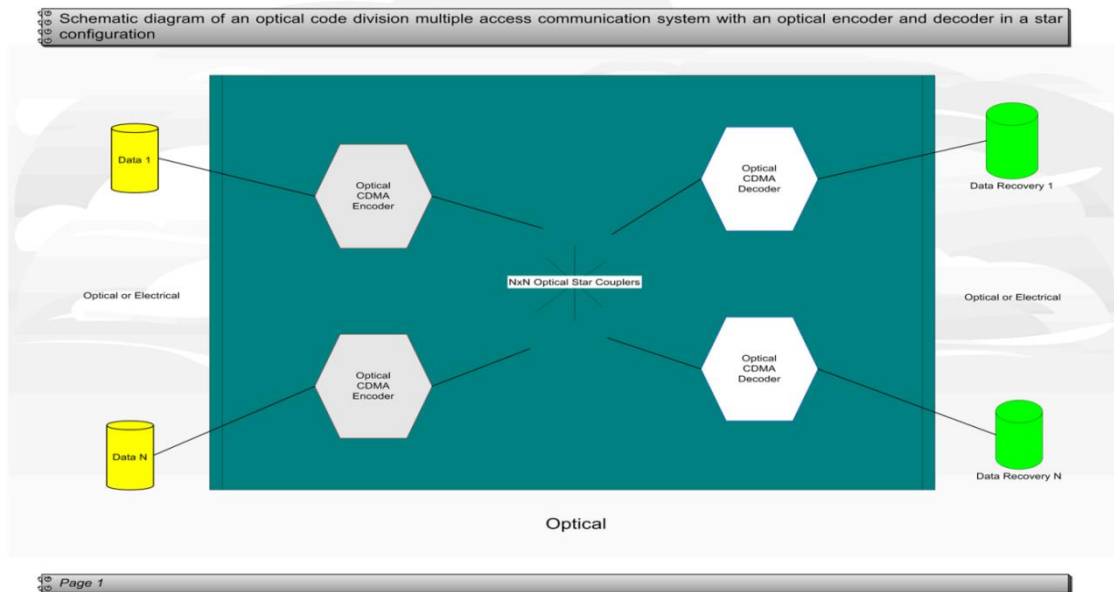 Schematic diagram of an optical code division multiple access communication system with an optical encoder and decoder in a star
configuration
Data 1
Optical
CDMA
Encoder
Optical
CDMA
Decoder
Data Recovery 1
NxN Optical Star Couplers
Optical or Electrical
Optical or Electrical
Optical
CDMA
Encoder
Optical
CDMA
Decoder
Data N
Data Recovery N
Optical
Page 1